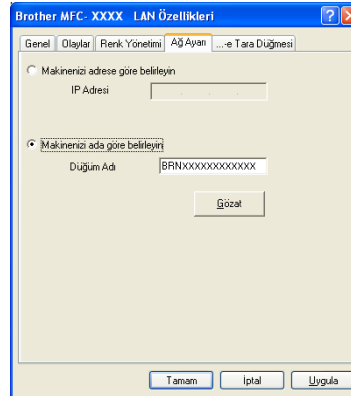 Brother MFC- XXXX LAN Özellikleri
Genel Olaylar Renk Yönetimi Ağ Ayarı ...-e Tara Düğmesi
Makinenizi adrese göre belirleyin
IP Adresi
Makinenizi ada göre belirleyin
Düğüm Adı BRNXXXXXXXXXXXX
Gözat
Tamam İptal Uygula